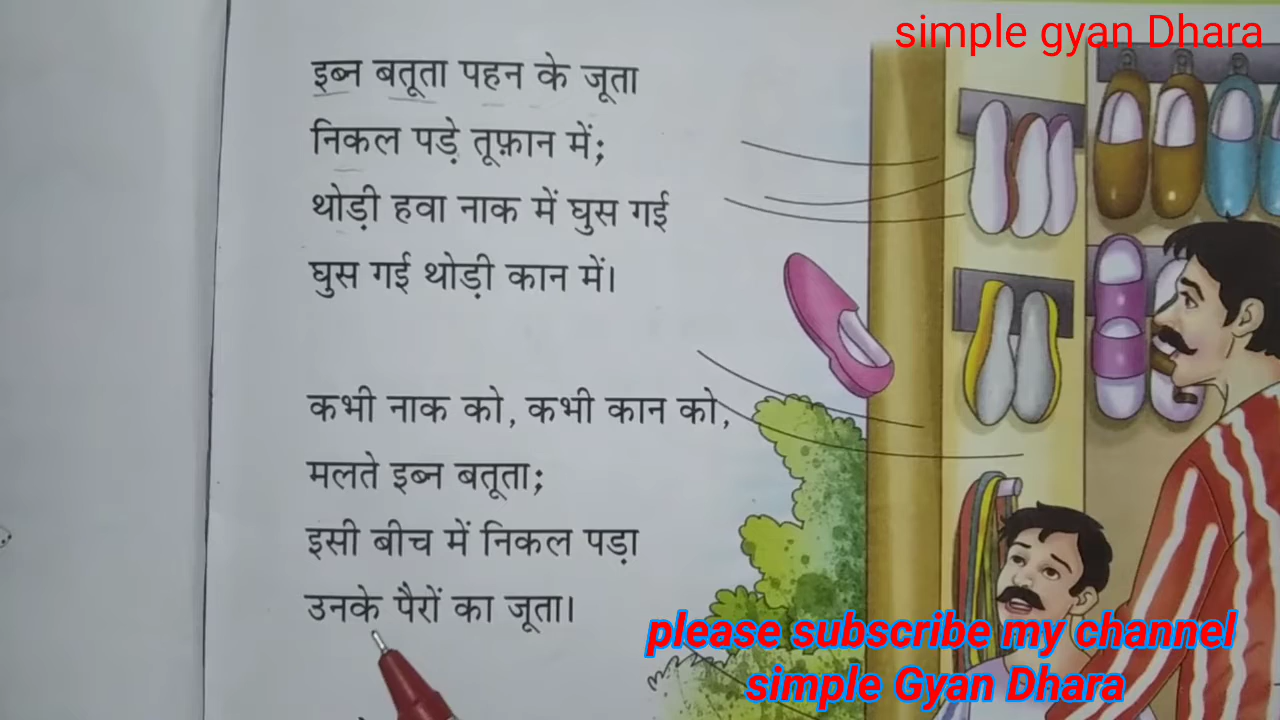 simple gyan Dhara
इब्न बतूता पहन के जूता
निकल पड़े तूफ़ान में;
थोड़ी हवा नाक में घुस गई
घुस गई थोड़ी कान में।
कभी नाक को, कभी कान को,
मलते इब्न बतूता;
इसी बीच में निकल पड़ा
उनके पैरों का जूता।
please subscribe my channel
simple Gyan Dhara